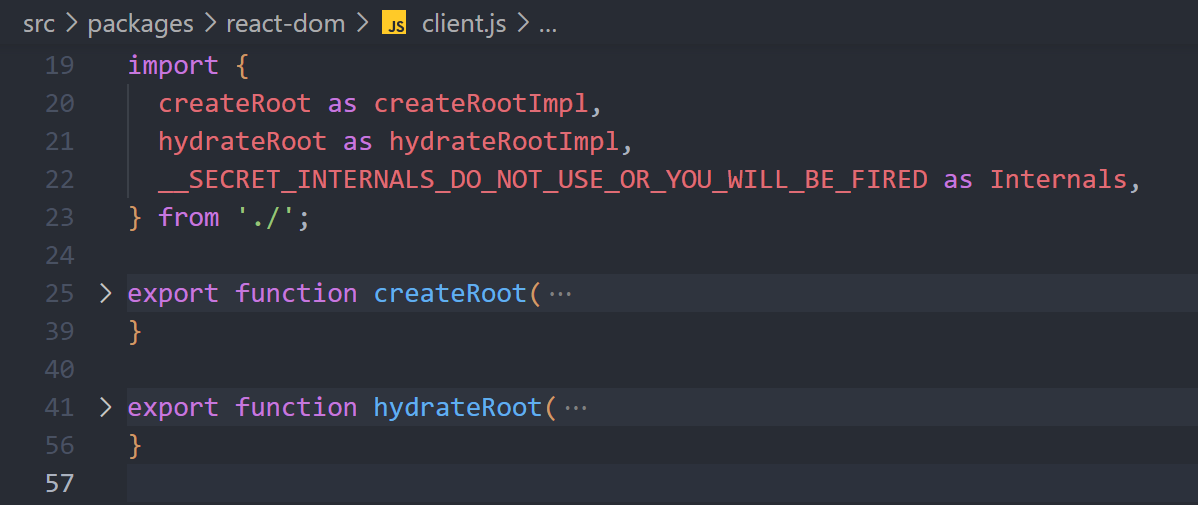 src > packages > react-dom > JS client.js > ...
19 import {
20 createRoot as createRootImpl,
21 hydrateRoot as hydrateRootImpl,
22 __SECRET_INTERNALS_DO_NOT_USE_OR_YOU_WILL_BE_FIRED as Internals,
23 } from './';
24
25 > export function createRoot( ···
39 }
40
41 > export function hydrateRoot( ···
56 }
57